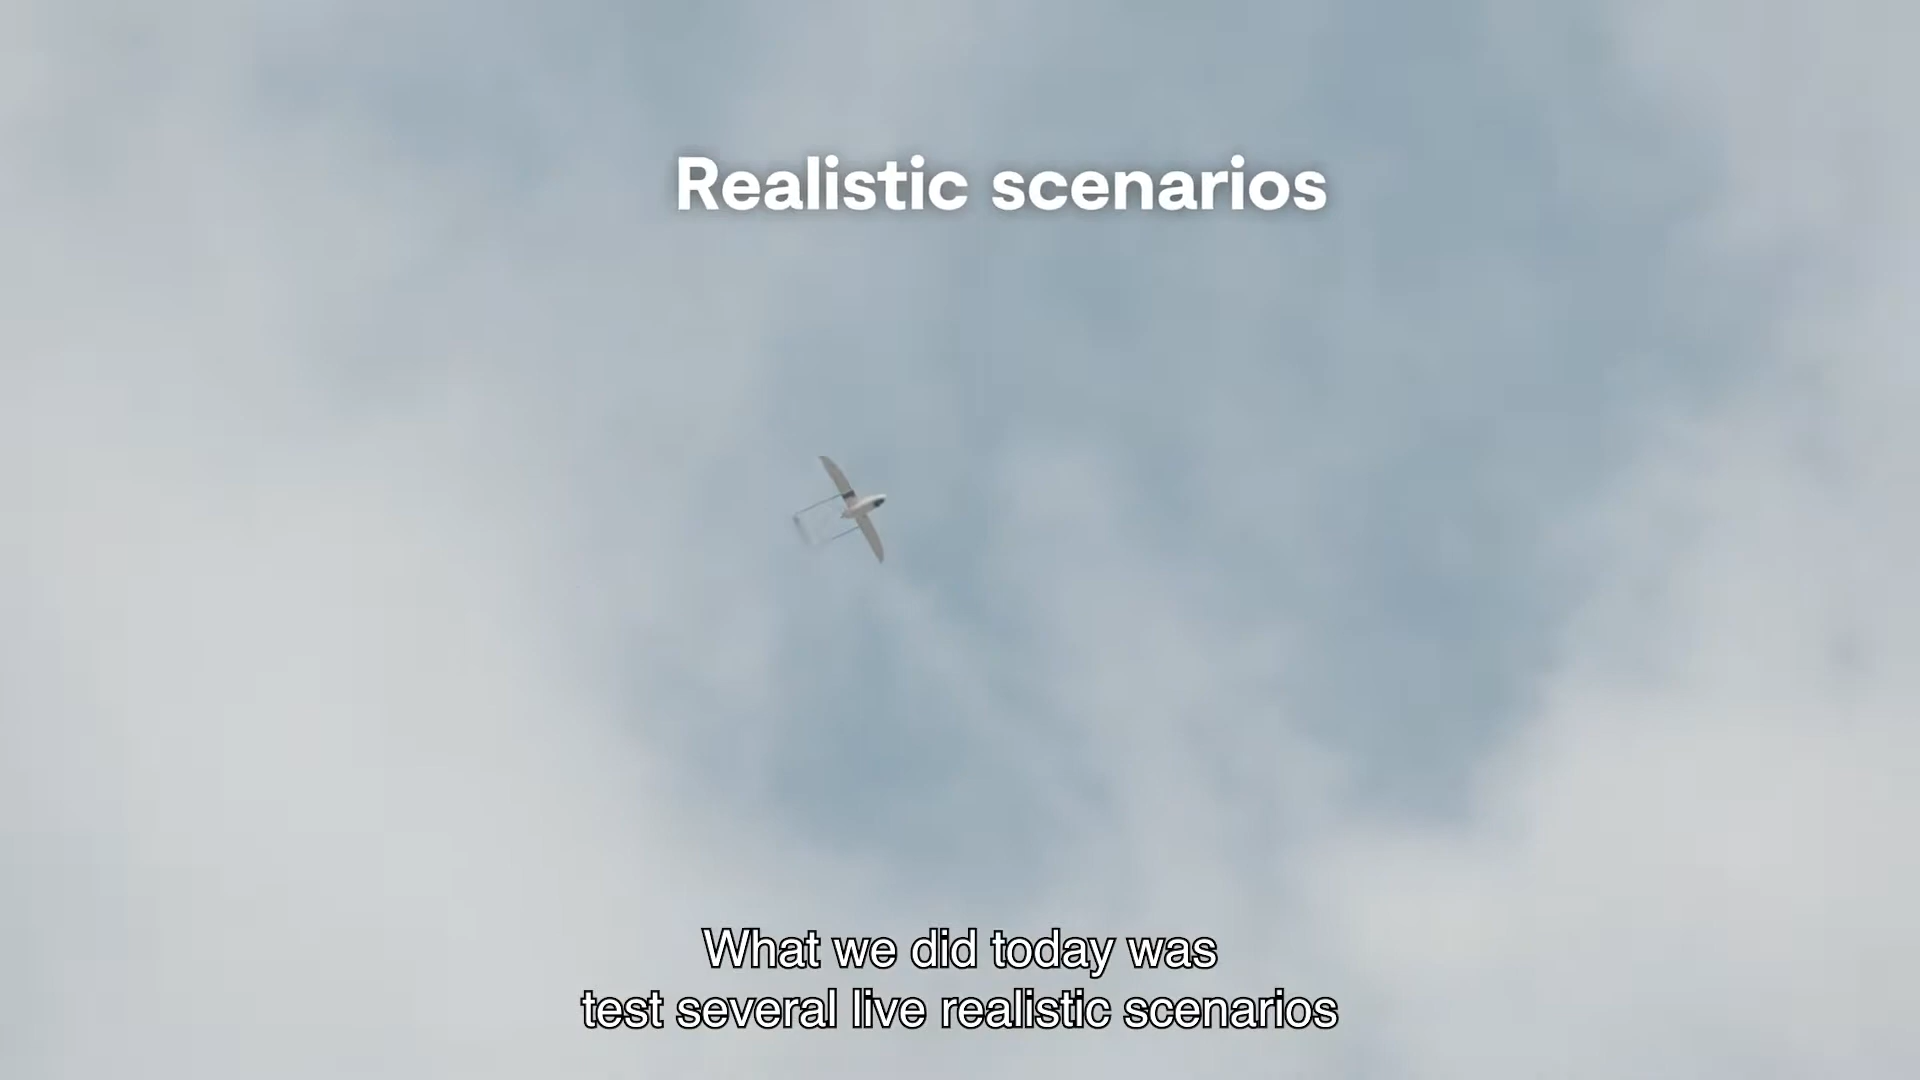 Realistic scenarios
What we did today was
test several live realistic scenarios